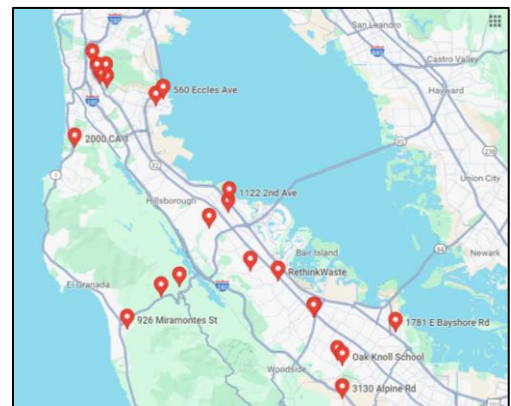 San Leandro
Castro Valley
560 Eccles Ave
Hayward
2000 CA-1
1122 2nd Ave
Union City
Hillsborough
Bair Island
Newark
RethinkWaste
El Granada
926 Miramontes St
1781 E Bayshore Rd
Oak Knoll School
Woodside
3130 Alpine Rd